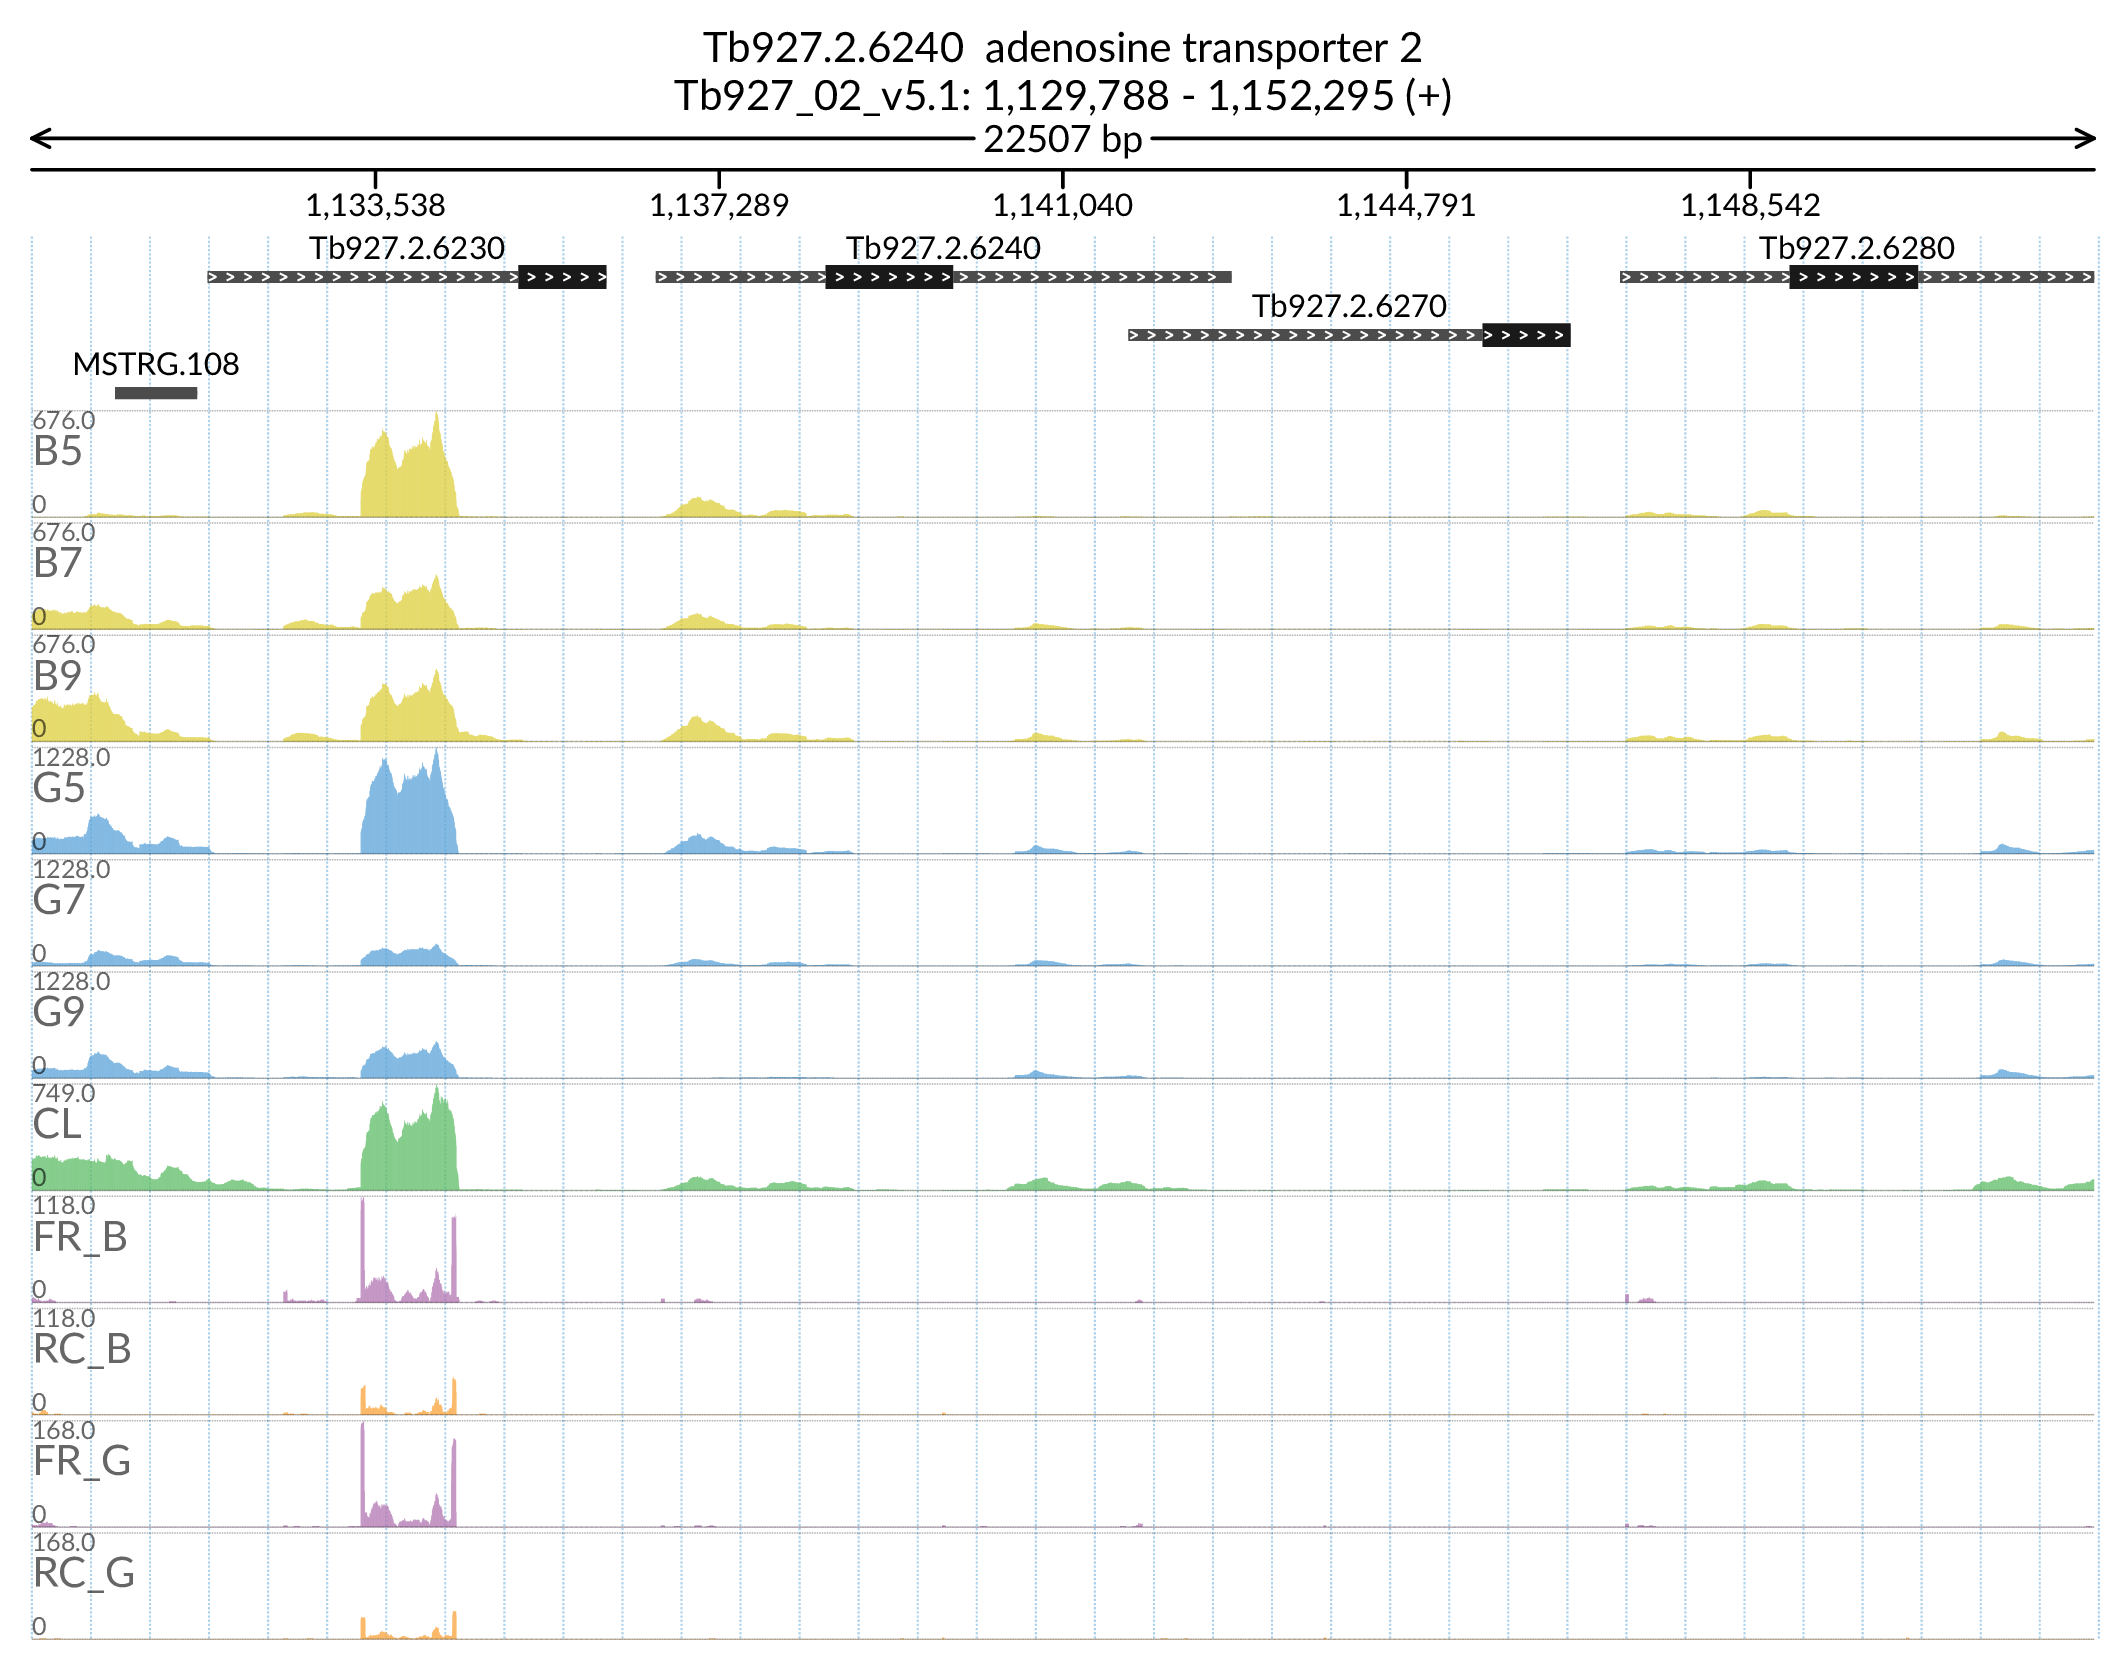 Tb927.2.6240  adenosine transporter 2
Tb927_02_v5.1: 1,129,788 - 1,152,295 (+)
22507 bp
1,133,538 1,137,289 1,141,040 1,144,791 1,148,542
Tb927.2.6230 Tb927.2.6240 Tb927.2.6280
Tb927.2.6270
MSTRG.108
676.0
B5
0
676.0
B7
0
676.0
B9
0
1228.0
G5
0
1228.0
G7
0
1228.0
G9
0
749.0
CL
0
118.0
FR_B
0
118.0
RC_B
0
168.0
FR_G
0
168.0
RC_G
0